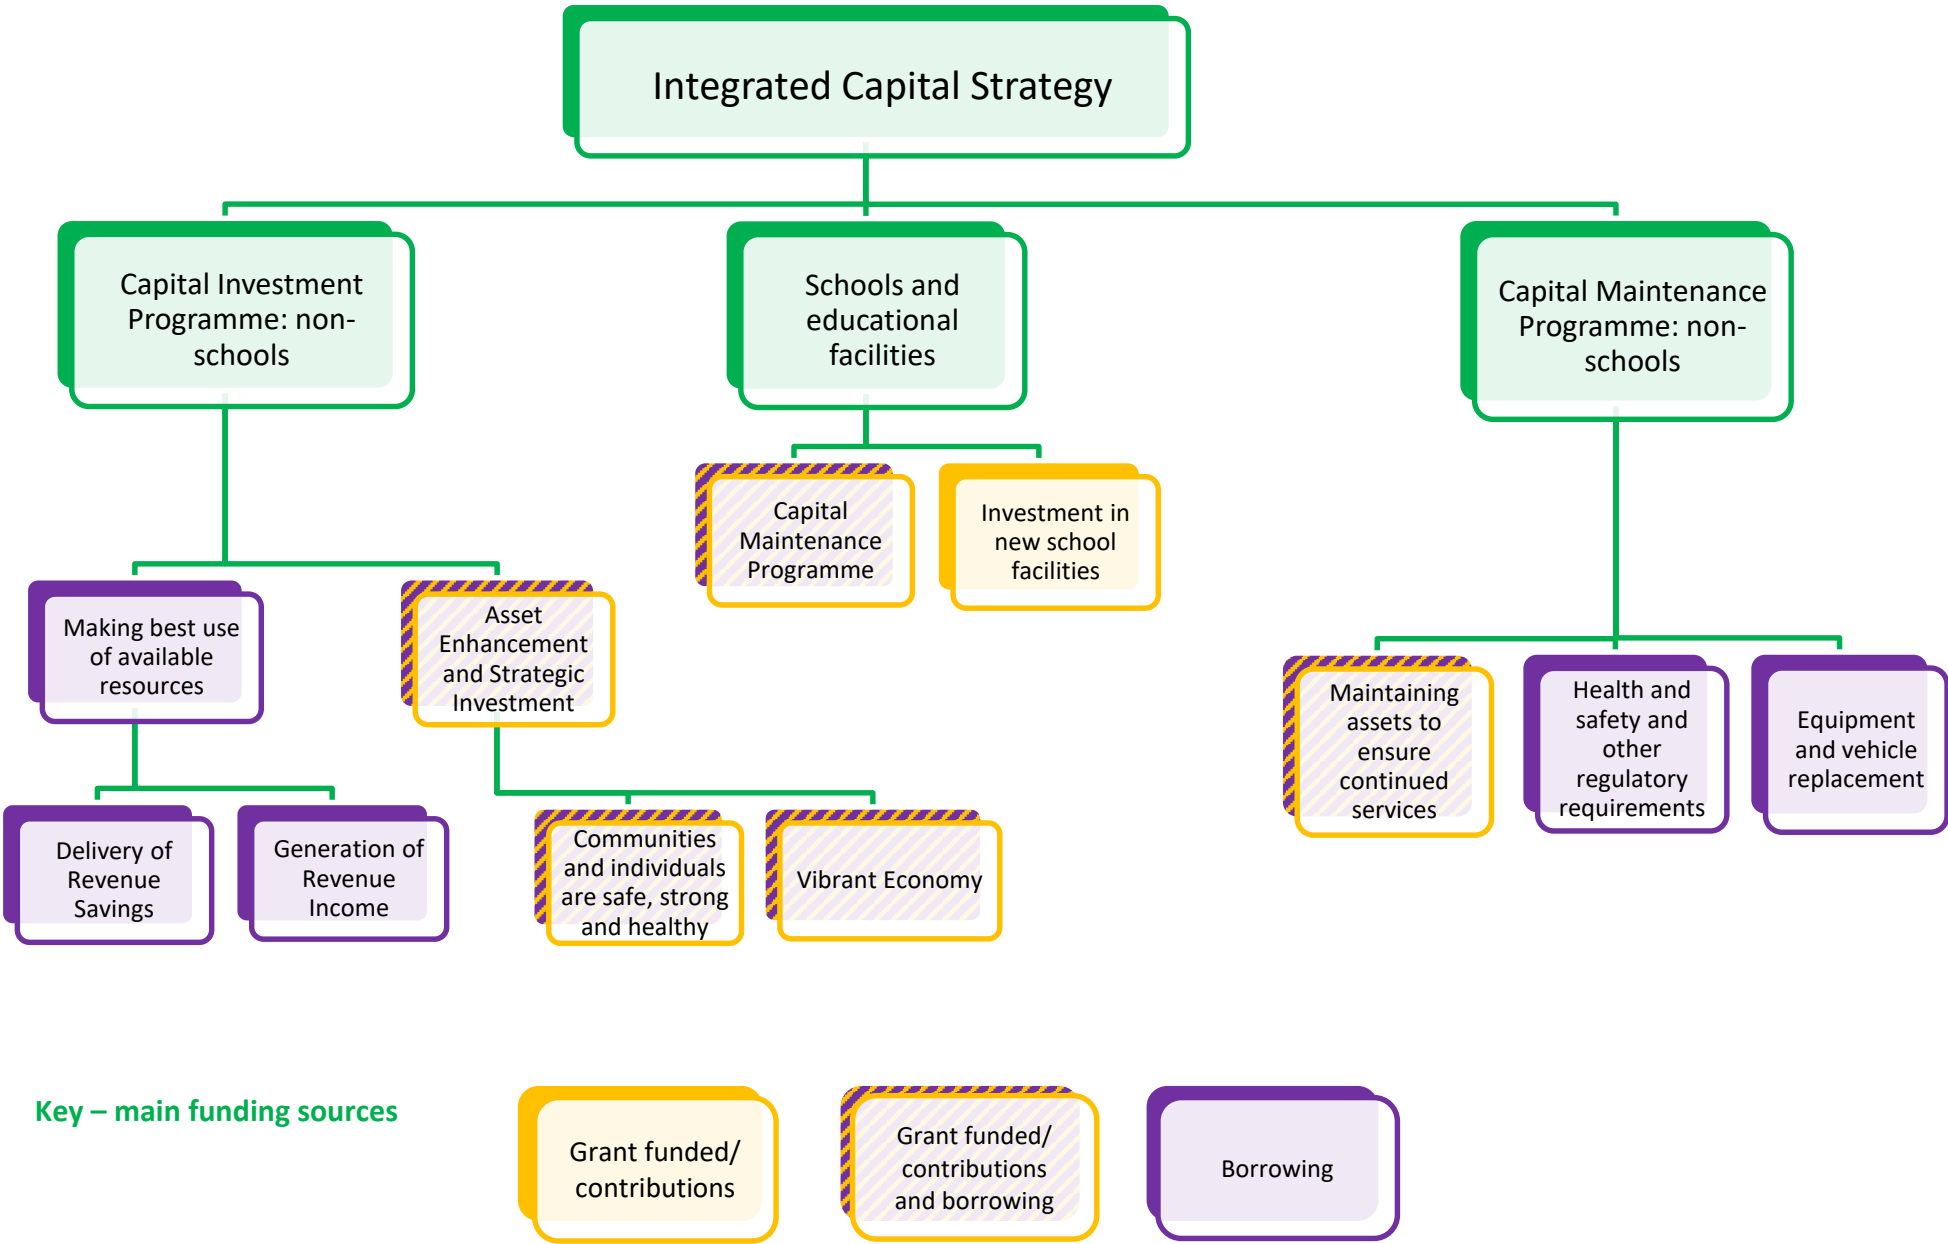 Integrated Capital Strategy
Capital Investment
Programme: non-
schools
Schools and
educational
facilities
Capital Maintenance
Programme: non-
schools
Capital
Maintenance
Programme
Investment in
new school
facilities
Making best use
of available
resources
Asset
Enhancement
and Strategic
Investment
Maintaining
assets to
ensure
continued
services
Health and
safety and
other
regulatory
requirements
Equipment
and vehicle
replacement
Delivery of
Revenue
Savings
Generation of
Revenue
Income
Communities
and individuals
are safe, strong
and healthy
Vibrant Economy
Key – main funding sources
Grant funded/
contributions
Grant funded/
contributions
and borrowing
Borrowing